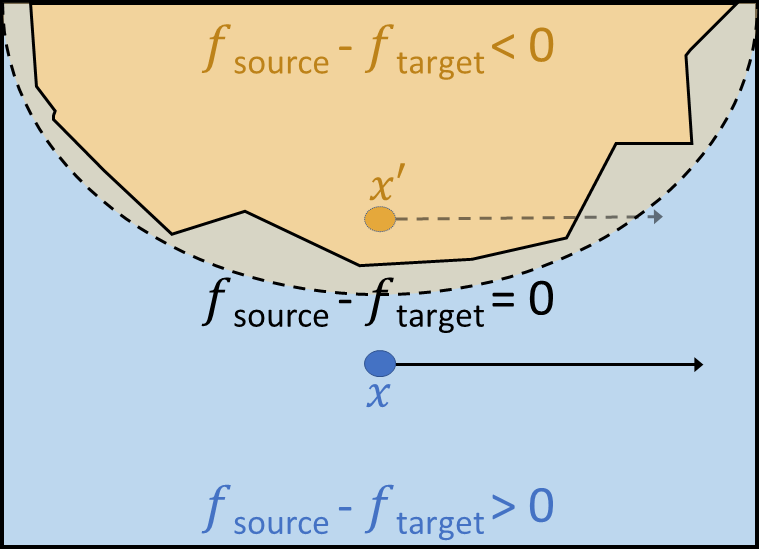 f source - f target < 0
x′
f source - f target = 0
x
f source - f target > 0